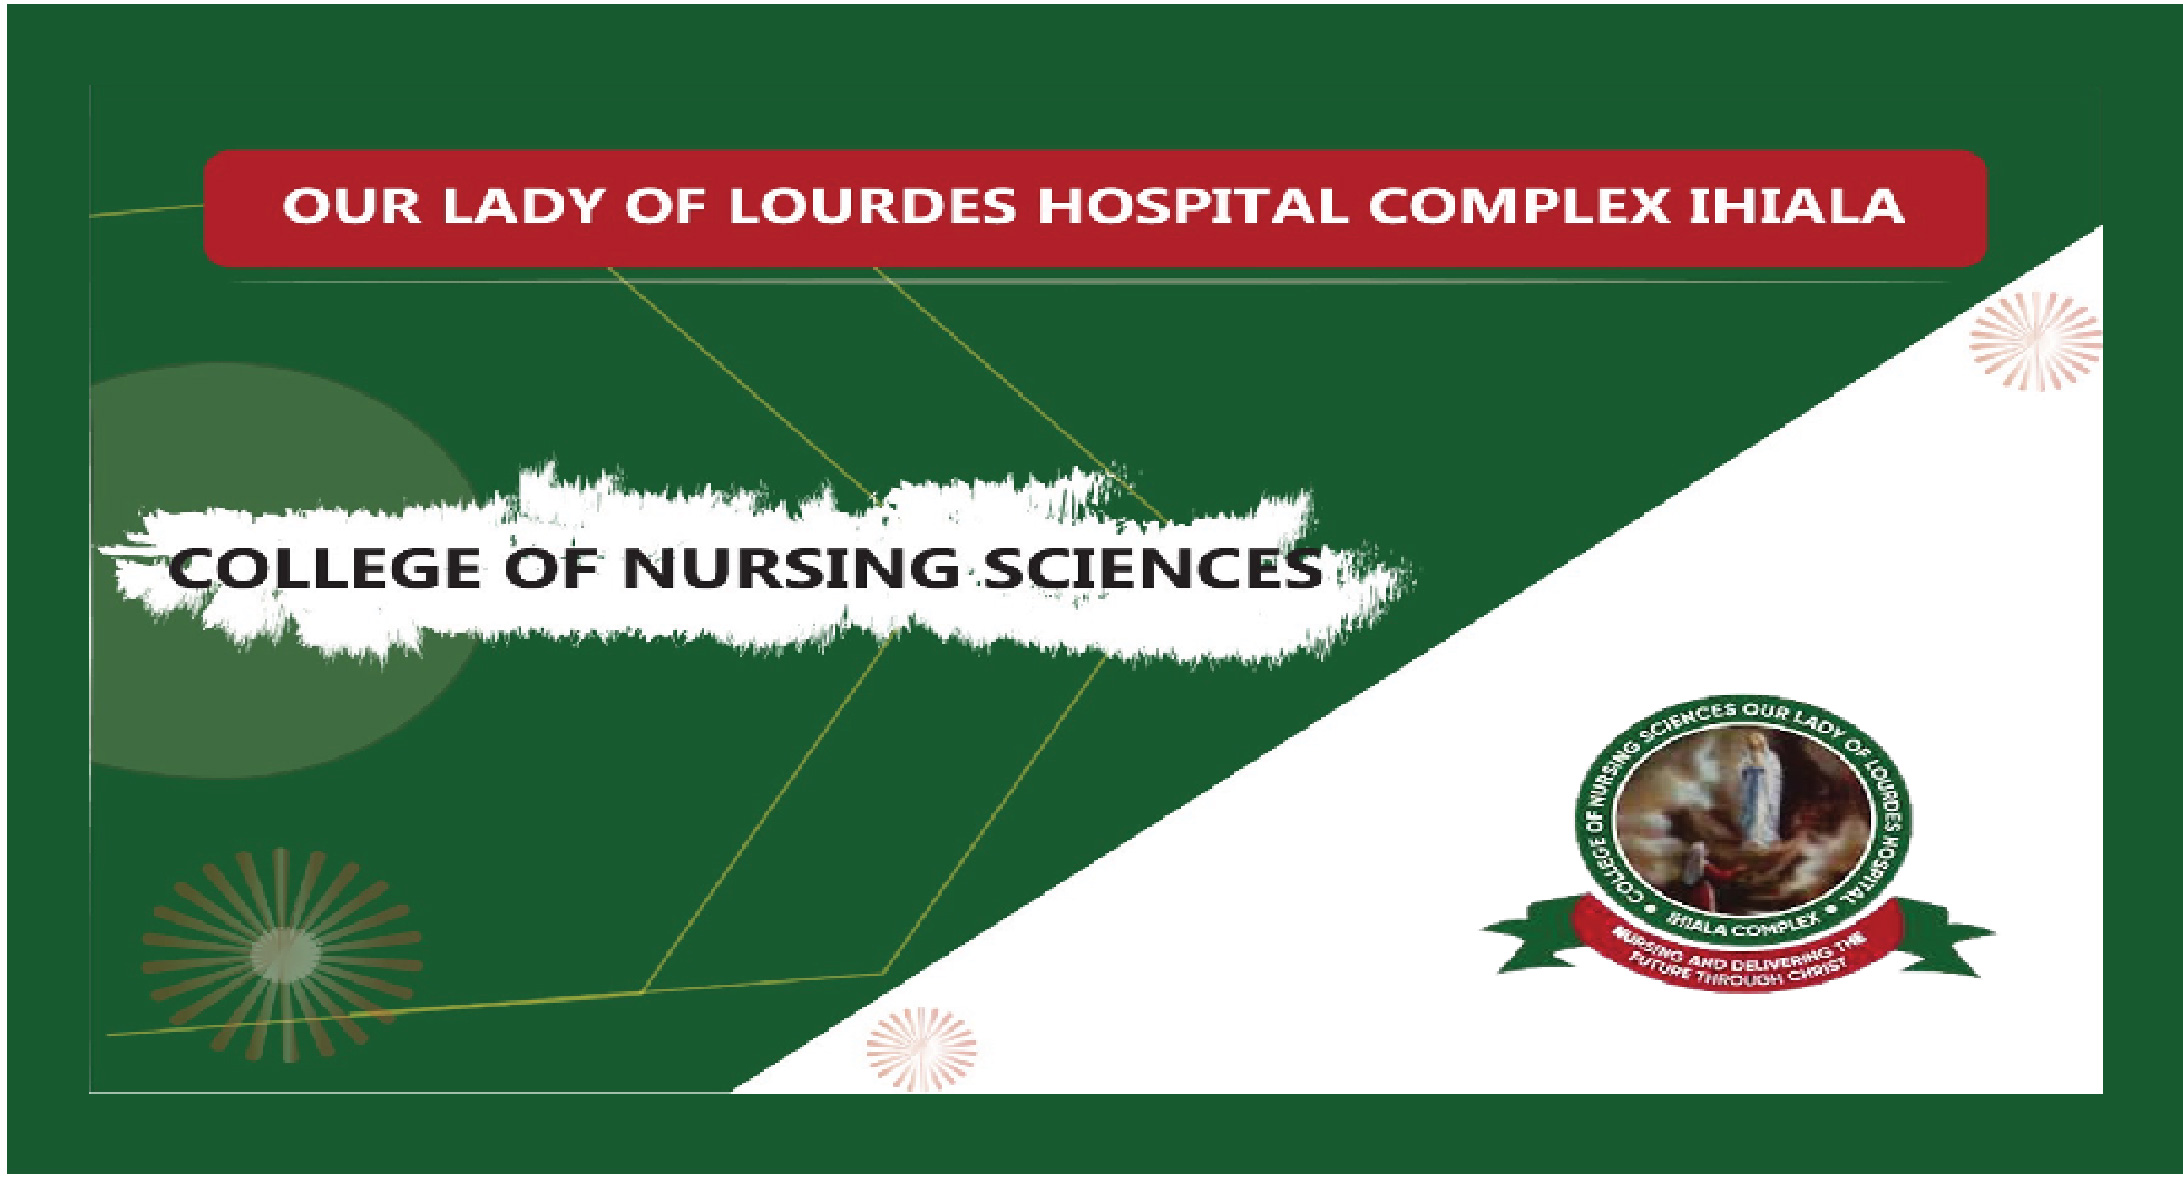 OUR LADY OF LOURDES HOSPITAL COMPLEX IHIALA
COLLEGE OF NURSING SCIENCES
COLLEGE OF NURSING SCIENCES OUR LADY OF LOURDES HOSPITAL
• IHIALA COMPLEX •
NURSING AND DELIVERING THE
FUTURE THROUGH CHRIST